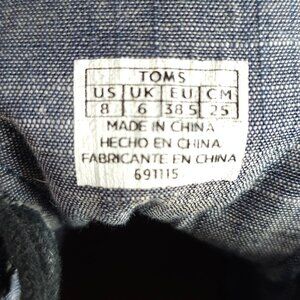 TOMS
US UK EU CM
8 6 38.5 25
MADE IN CHINA
HECHO EN CHINA
FABRICANTE EN CHINA
691115